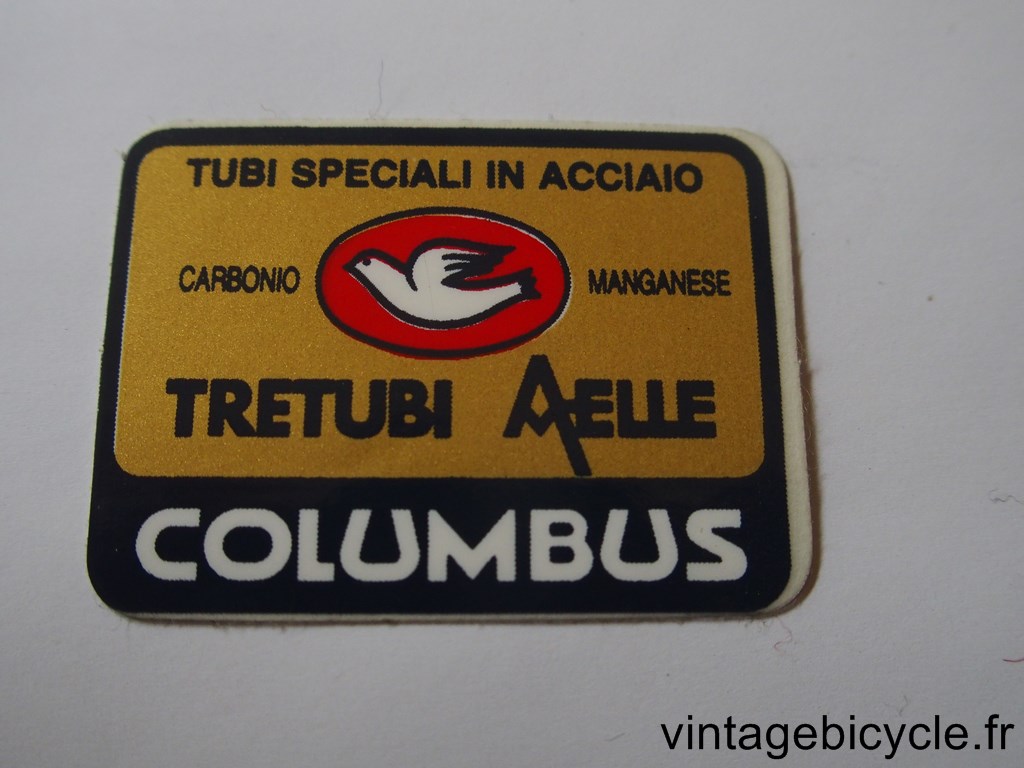 TUBI SPECIALI IN ACCIAIO
CARBONIO MANGANESE
TRETUBI AELLE
COLUMBUS
vintagebicycle.fr